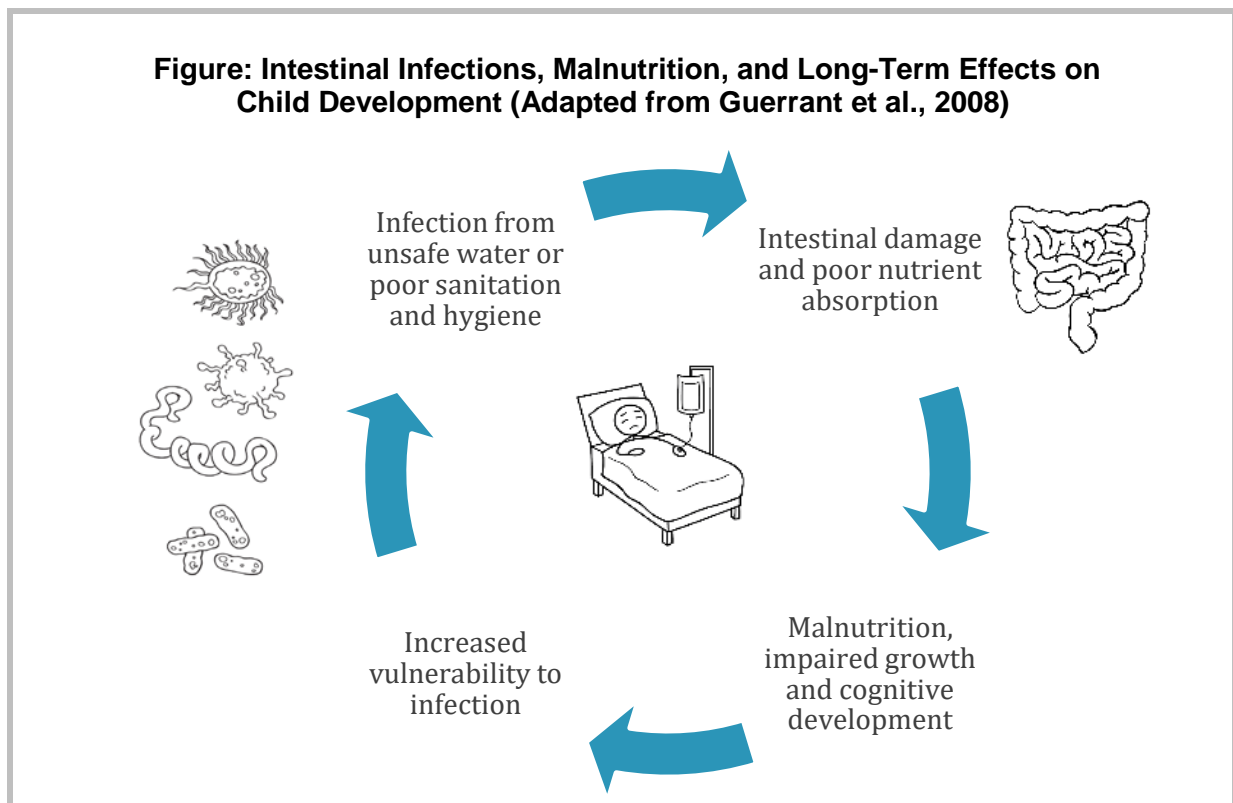 Figure: Intestinal Infections, Malnutrition, and Long-Term Effects on
Child Development (Adapted from Guerrant et al., 2008)
Infection from
unsafe water or
poor sanitation
and hygiene
Intestinal damage
and poor nutrient
absorption
Malnutrition,
impaired growth
and cognitive
development
Increased
vulnerability to
infection